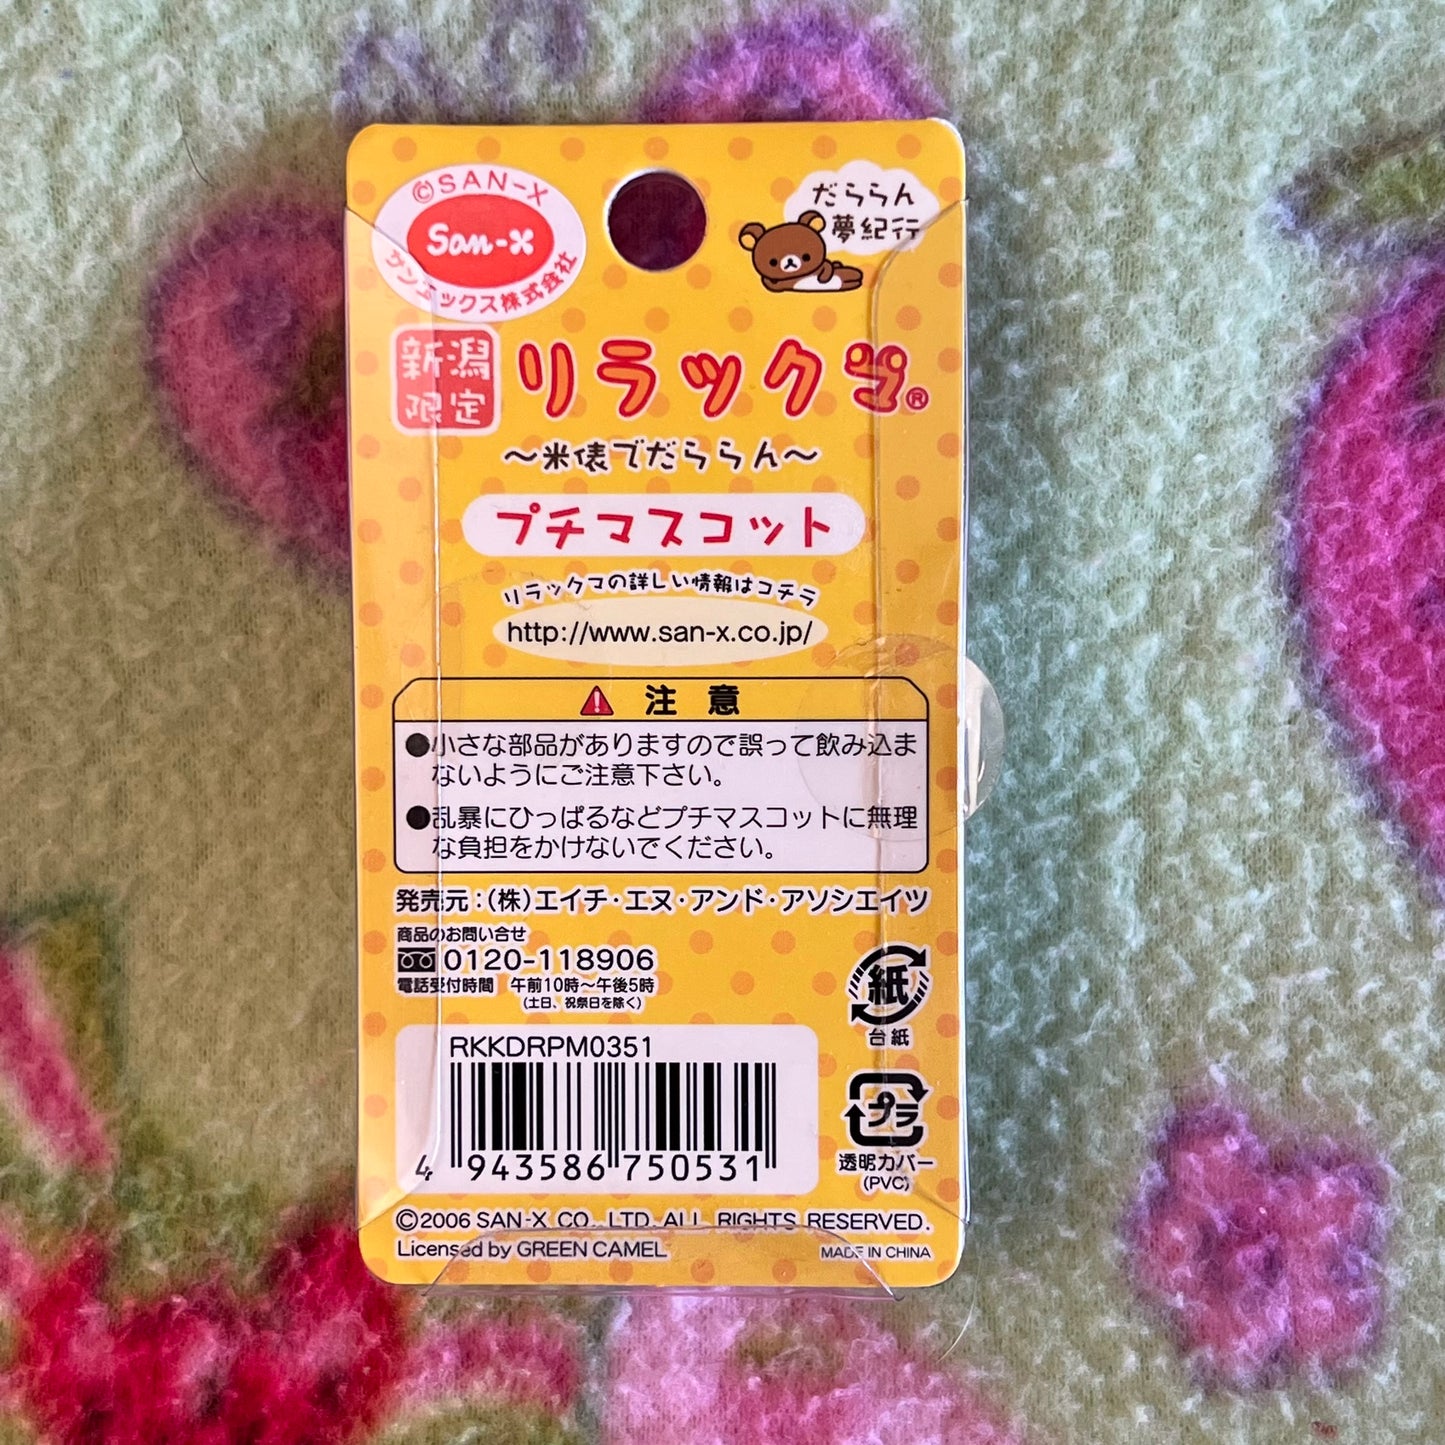 ©SAN-X
San-X
サンエックス株式会社
だららん
夢紀行
新潟
限定
リラックマ®
〜米俵でだららん〜
プチマスコット
リラックマの詳しい情報はコチラ
http://www.san-x.co.jp/
注意
●小さな部品がありますので誤って飲み込ま
ないようにご注意下さい。
●乱暴にひっぱるなどプチマスコットに無理
な負担をかけないでください。
発売元:(株)エイチ・エヌ・アンド・アソシエイツ
商品のお問い合せ
0120-118906
電話受付時間 午前10時〜午後5時
(土日、祝祭日を除く)
紙
台紙
RKKDRPM0351
4 943586 750531
プラ
透明カバー
(PVC)
©2006 SAN-X CO., LTD. ALL RIGHTS RESERVED.
Licensed by GREEN CAMEL
MADE IN CHINA